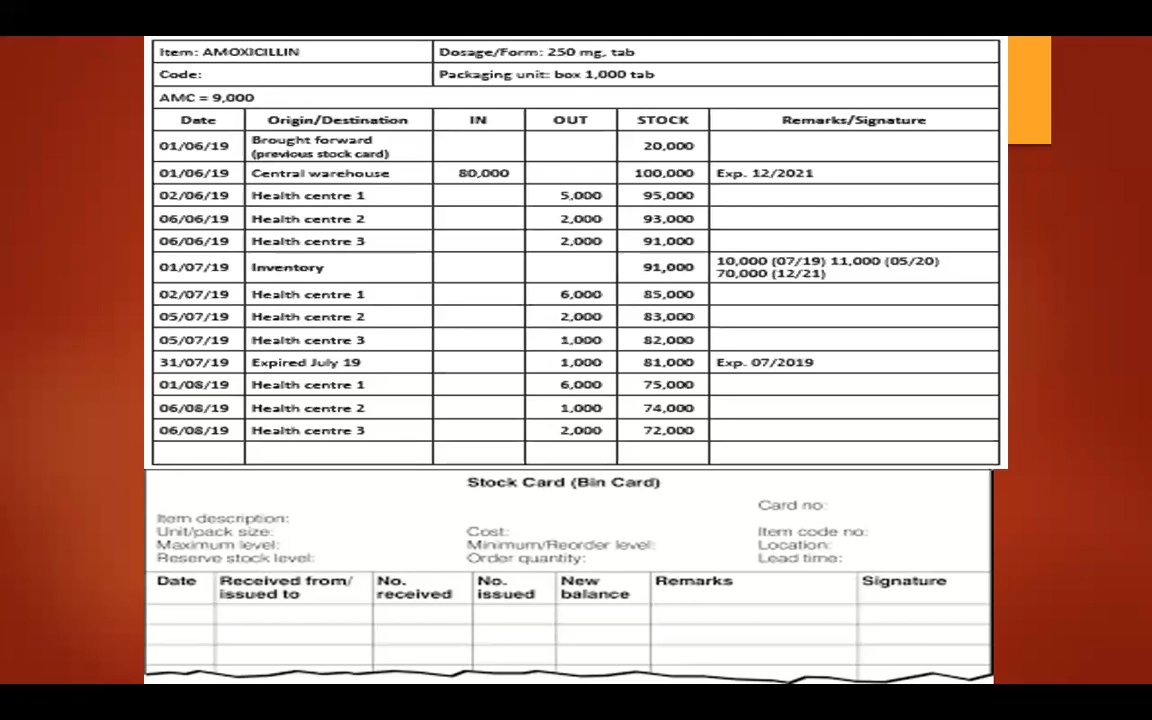 Item: AMOXICILLIN Dosage/Form: 250 mg, tab
Code: Packaging unit: box 1,000 tab
AMC = 9,000
Date Origin/Destination IN OUT STOCK Remarks/Signature
01/06/19 Brought forward (previous stock card) 20,000
01/06/19 Central warehouse 80,000 100,000 Exp. 12/2021
02/06/19 Health centre 1 5,000 95,000
06/06/19 Health centre 2 2,000 93,000
06/06/19 Health centre 3 2,000 91,000
01/07/19 Inventory 91,000 10,000 (07/19) 11,000 (05/20) 70,000 (12/21)
02/07/19 Health centre 1 6,000 85,000
05/07/19 Health centre 2 2,000 83,000
05/07/19 Health centre 3 1,000 82,000
31/07/19 Expired July 19 1,000 81,000 Exp. 07/2019
01/08/19 Health centre 1 6,000 75,000
06/08/19 Health centre 2 1,000 74,000
06/08/19 Health centre 3 2,000 72,000
Stock Card (Bin Card)
Card no:
Item description:
Unit/pack size: Cost: Item code no:
Maximum level: Minimum/Reorder level: Location:
Reserve stock level: Order quantity: Lead time:
Date Received from/ issued to No. received No. issued New balance Remarks Signature